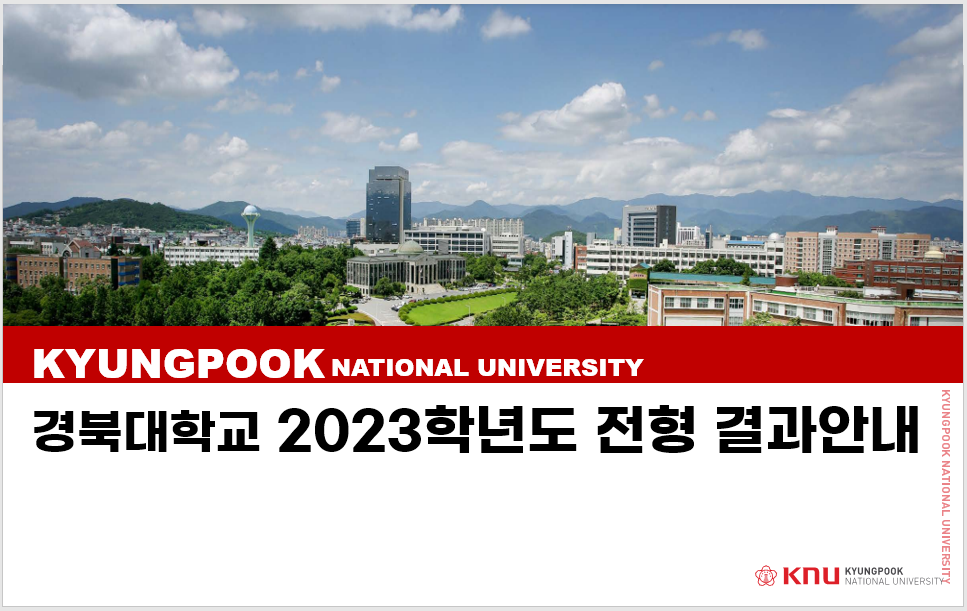 KYUNGPOOK NATIONAL UNIVERSITY
경북대학교 2023학년도 전형 결과안내
KYUNGPOOK NATIONAL UNIVERSITY
KNU KYUNGPOOK
NATIONAL UNIVERSITY